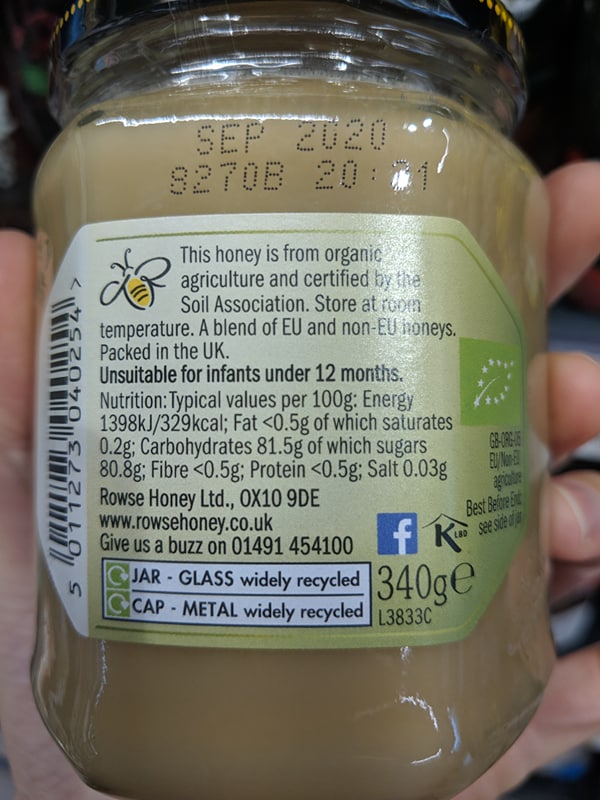 SEP 2020
8270B 20:
This honey is from organic
agriculture and certified by the
Soil Association. Store at room
temperature. A blend of EU and non-EU honeys.
Packed in the UK.
Unsuitable for infants under 12 months.
Nutrition: Typical values per 100g: Energy
1398kJ/329kcal; Fat <0.5g of which saturates
0.2g; Carbohydrates 81.5g of which sugars
80.8g; Fibre <0.5g; Protein <0.5g; Salt 0.03g
Rowse Honey Ltd., OX10 9DE
www.rowsehoney.co.uk
Give us a buzz on 01491 454100
JAR - GLASS widely recycled
CAP - METAL widely recycled
340g℮
L3833C
f
K LBD
EU/Non-EU
agriculture
Best Before End:
see side of jar
5 011273 040254 >